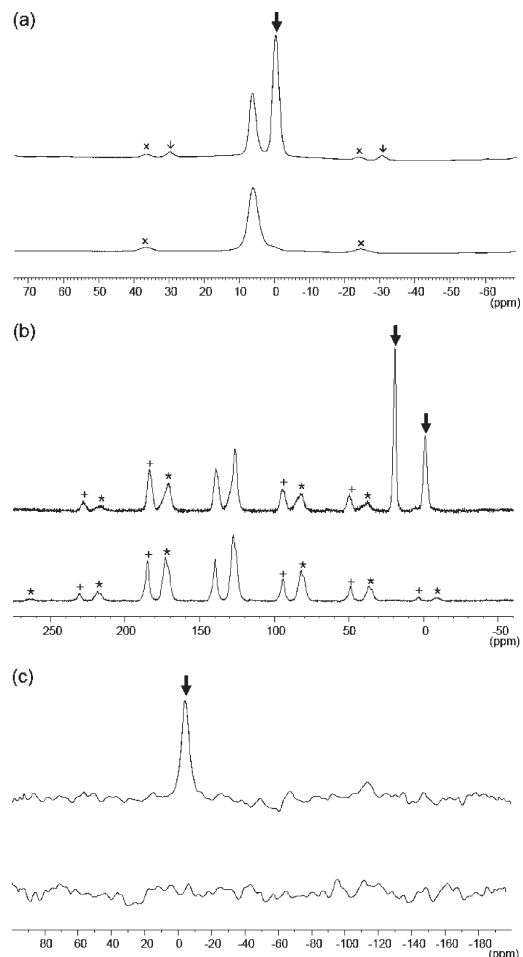 (a)
x ↓ x ↓
x x
70 60 50 40 30 20 10 0 -10 -20 -30 -40 -50 -60
(ppm)
(b)
+ * + * + * + *
* + * + * + * + * + *
250 200 150 100 50 0 -50
(ppm)
(c)
80 60 40 20 0 -20 -40 -60 -80 -100 -120 -140 -160 -180
(ppm)